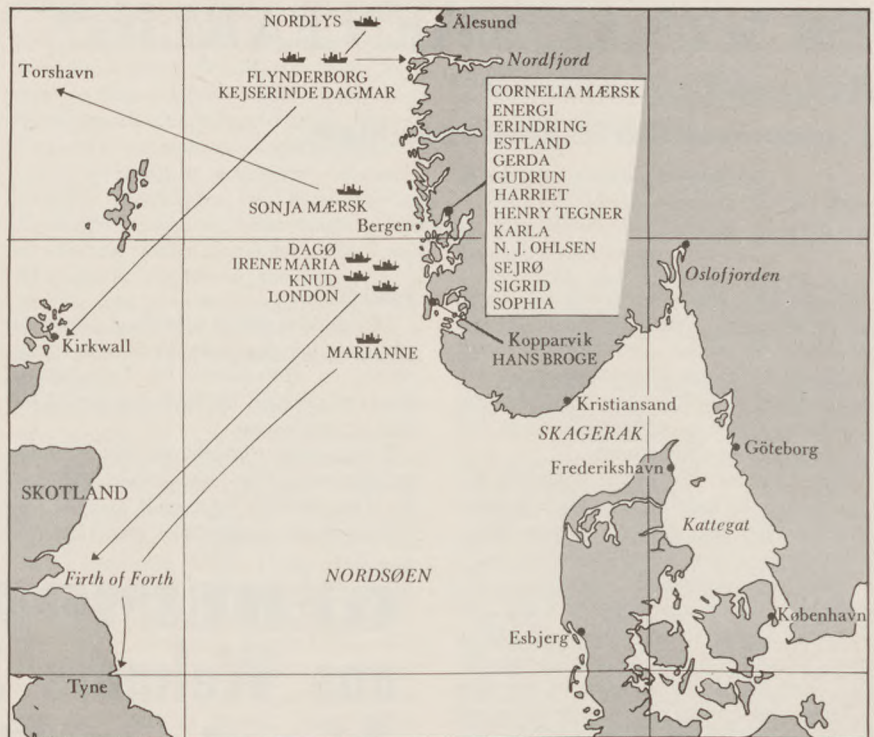 NORDLYS
Älesund
Nordfjord
Torshavn
FLYNDERBORG
KEJSERINDE DAGMAR
CORNELIA MÆRSK
ENERGI
ERINDRING
ESTLAND
GERDA
GUDRUN
HARRIET
HENRY TEGNER
KARLA
N. J. OHLSEN
SEJRØ
SIGRID
SOPHIA
SONJA MÆRSK
Bergen
DAGØ
IRENE MARIA
KNUD
LONDON
Oslofjorden
Kirkwall
MARIANNE
Kopparvik
HANS BROGE
Kristiansand
SKAGERAK
Göteborg
Frederikshavn
SKOTLAND
Kattegat
Firth of Forth
NORDSØEN
København
Esbjerg
Tyne